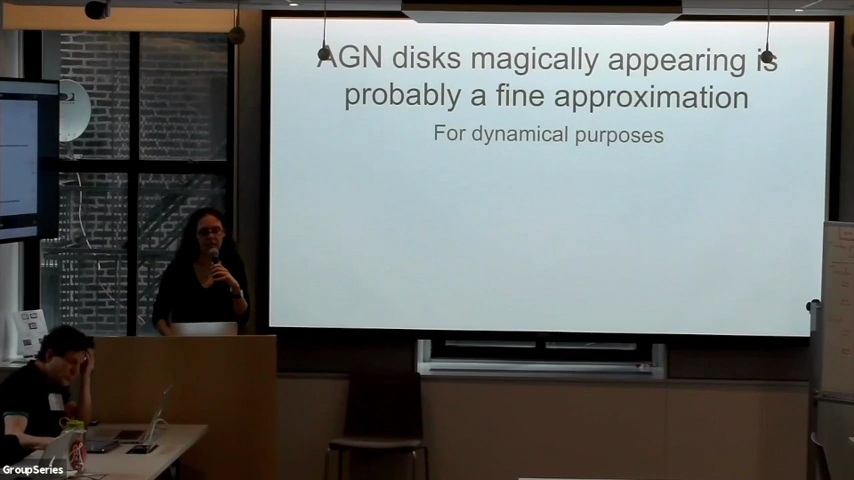 AGN disks magically appearing is
probably a fine approximation
For dynamical purposes
GroupSeries